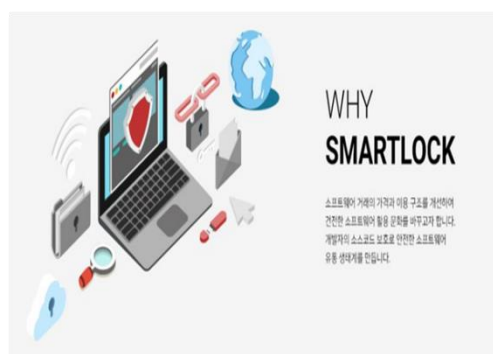 WHY
SMARTLOCK
소프트웨어 거래의 가격과 이용 구조를 개선하여
건전한 소프트웨어 활용 문화를 바꾸고자 합니다.
개발자의 소스코드 보호로 안전한 소프트웨어
유통 생태계를 만듭니다.